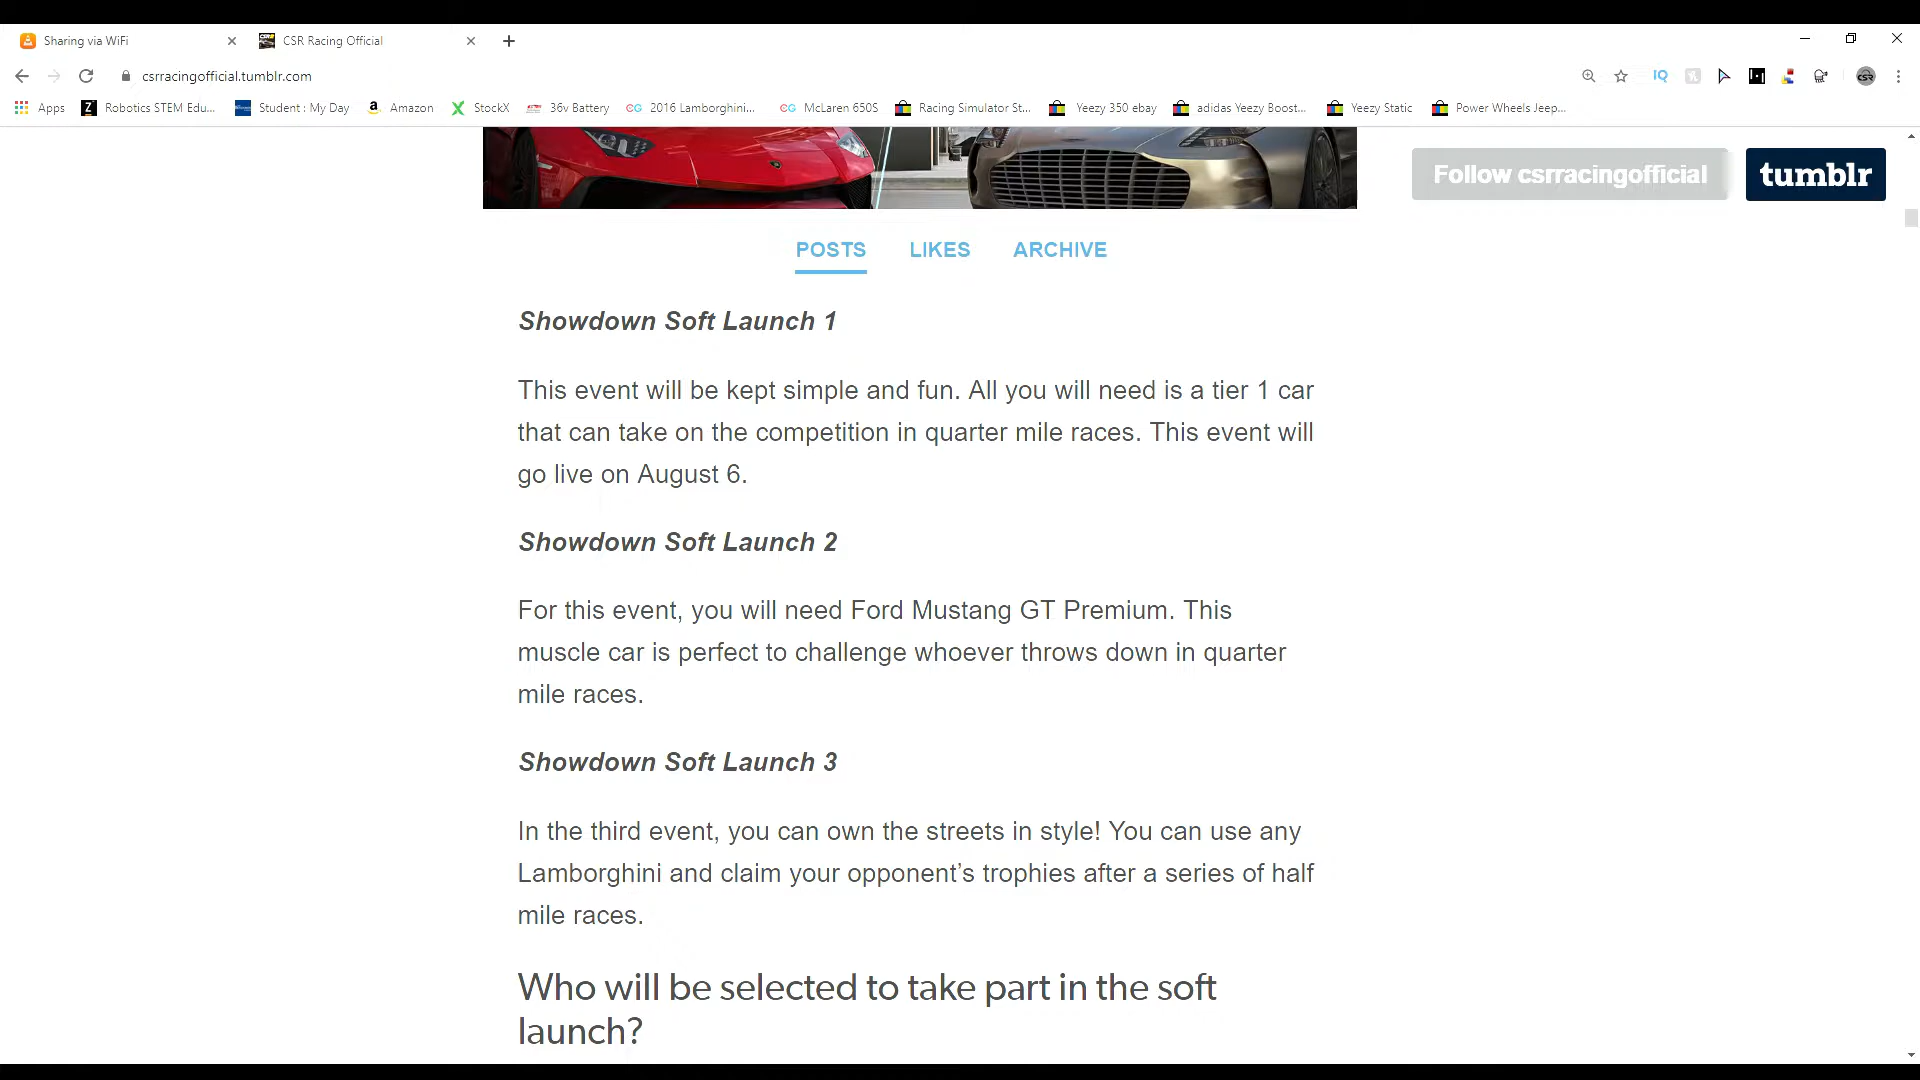 Sharing via WiFi
CSR Racing Official
csrracingofficial.tumblr.com
Apps
Robotics STEM Edu...
Student : My Day
Amazon
StockX
36v Battery
2016 Lamborghini...
McLaren 650S
Racing Simulator St...
Yeezy 350 ebay
adidas Yeezy Boost...
Yeezy Static
Power Wheels Jeep...
Follow csrracingofficial
tumblr
POSTS LIKES ARCHIVE
Showdown Soft Launch 1
This event will be kept simple and fun. All you will need is a tier 1 car
that can take on the competition in quarter mile races. This event will
go live on August 6.
Showdown Soft Launch 2
For this event, you will need Ford Mustang GT Premium. This
muscle car is perfect to challenge whoever throws down in quarter
mile races.
Showdown Soft Launch 3
In the third event, you can own the streets in style! You can use any
Lamborghini and claim your opponent’s trophies after a series of half
mile races.
Who will be selected to take part in the soft
launch?